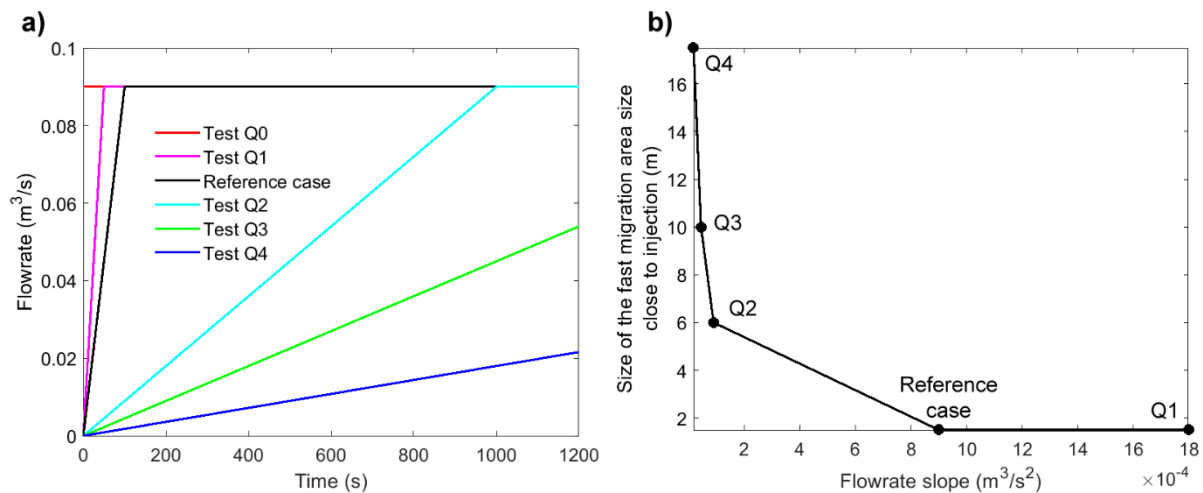 a)
0.1
0.08
0.06
0.04
0.02
0
Flowrate (m³/s)
Test Q0
Test Q1
Reference case
Test Q2
Test Q3
Test Q4
0 200 400 600 800 1000 1200
Time (s)
b)
16
14
12
10
8
6
4
2
Size of the fast migration area size
close to injection (m)
Q4
Q3
Q2
Reference
case
Q1
2 4 6 8 10 12 14 16 18
Flowrate slope (m³/s²)
×10⁻⁴